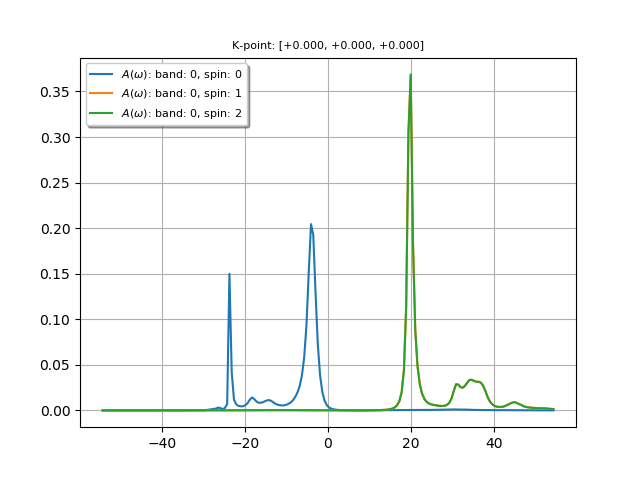 K-point: [+0.000, +0.000, +0.000]
A(ω): band: 0, spin: 0
A(ω): band: 0, spin: 1
A(ω): band: 0, spin: 2
0.35
0.30
0.25
0.20
0.15
0.10
0.05
0.00
−40 −20 0 20 40